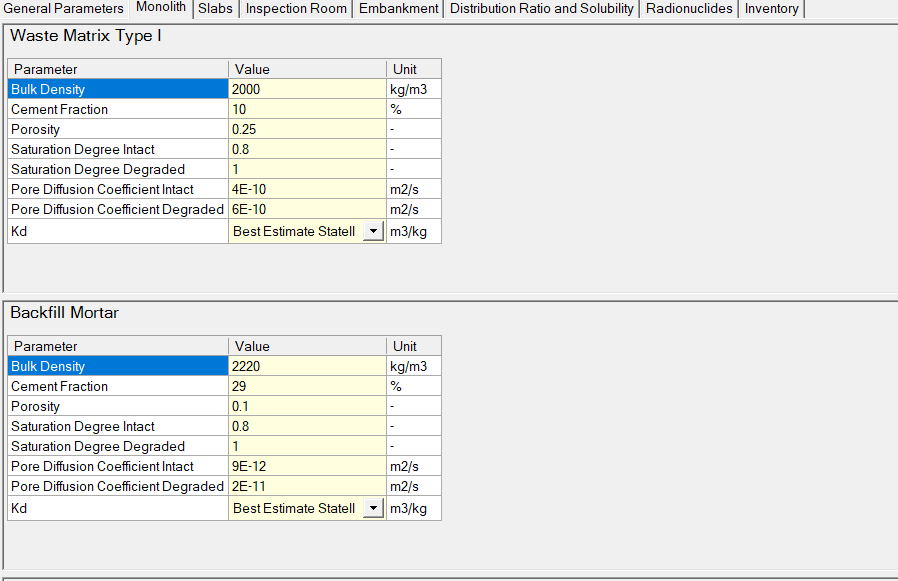 General Parameters Monolith Slabs Inspection Room Embankment Distribution Ratio and Solubility Radionuclides Inventory
Waste Matrix Type I
Parameter Value Unit
Bulk Density 2000 kg/m3
Cement Fraction 10 %
Porosity 0.25 -
Saturation Degree Intact 0.8 -
Saturation Degree Degraded 1 -
Pore Diffusion Coefficient Intact 4E-10 m2/s
Pore Diffusion Coefficient Degraded 6E-10 m2/s
Kd Best Estimate StateII m3/kg
Backfill Mortar
Parameter Value Unit
Bulk Density 2220 kg/m3
Cement Fraction 29 %
Porosity 0.1 -
Saturation Degree Intact 0.8 -
Saturation Degree Degraded 1 -
Pore Diffusion Coefficient Intact 9E-12 m2/s
Pore Diffusion Coefficient Degraded 2E-11 m2/s
Kd Best Estimate StateII m3/kg